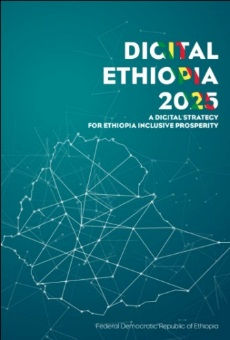 DIGITAL
ETHIOPIA
2025
A DIGITAL STRATEGY
FOR ETHIOPIA INCLUSIVE PROSPERITY
Federal Democratic Republic of Ethiopia